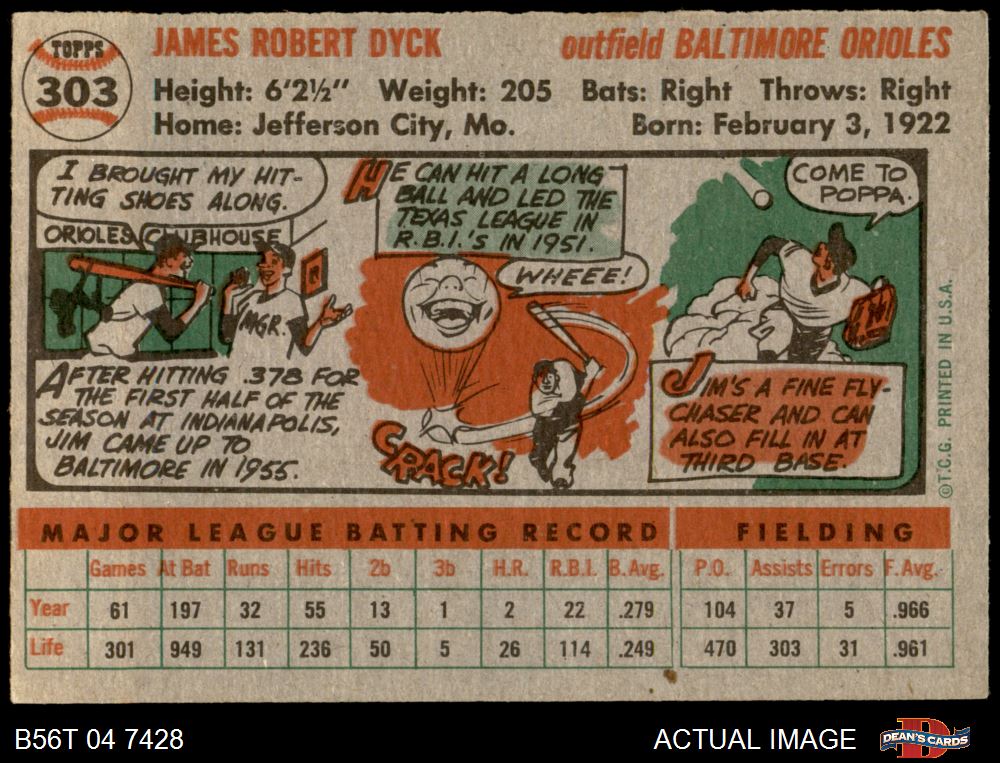 TOPPS
303
JAMES ROBERT DYCK
outfield BALTIMORE ORIOLES
Height: 6'2½" Weight: 205 Bats: Right Throws: Right
Home: Jefferson City, Mo. Born: February 3, 1922
I BROUGHT MY HIT-
TING SHOES ALONG.
ORIOLES CLUBHOUSE
MGR.
AFTER HITTING .378 FOR
THE FIRST HALF OF THE
SEASON AT INDIANAPOLIS,
JIM CAME UP TO
BALTIMORE IN 1955.
HE CAN HIT A LONG
BALL AND LED THE
TEXAS LEAGUE IN
R.B.I.'S IN 1951.
WHEEE!
CRACK!
COME TO
POPPA.
JIM'S A FINE FLY-
CHASER AND CAN
ALSO FILL IN AT
THIRD BASE.
©T.C.G. PRINTED IN U.S.A.
MAJOR LEAGUE BATTING RECORD FIELDING
Games At Bat Runs Hits 2b 3b H.R. R.B.I. B.Avg. P.O. Assists Errors F.Avg.
Year 61 197 32 55 13 1 2 22 .279 104 37 5 .966
Life 301 949 131 236 50 5 26 114 .249 470 303 31 .961
B56T 04 7428
ACTUAL IMAGE
D
DEAN'S CARDS